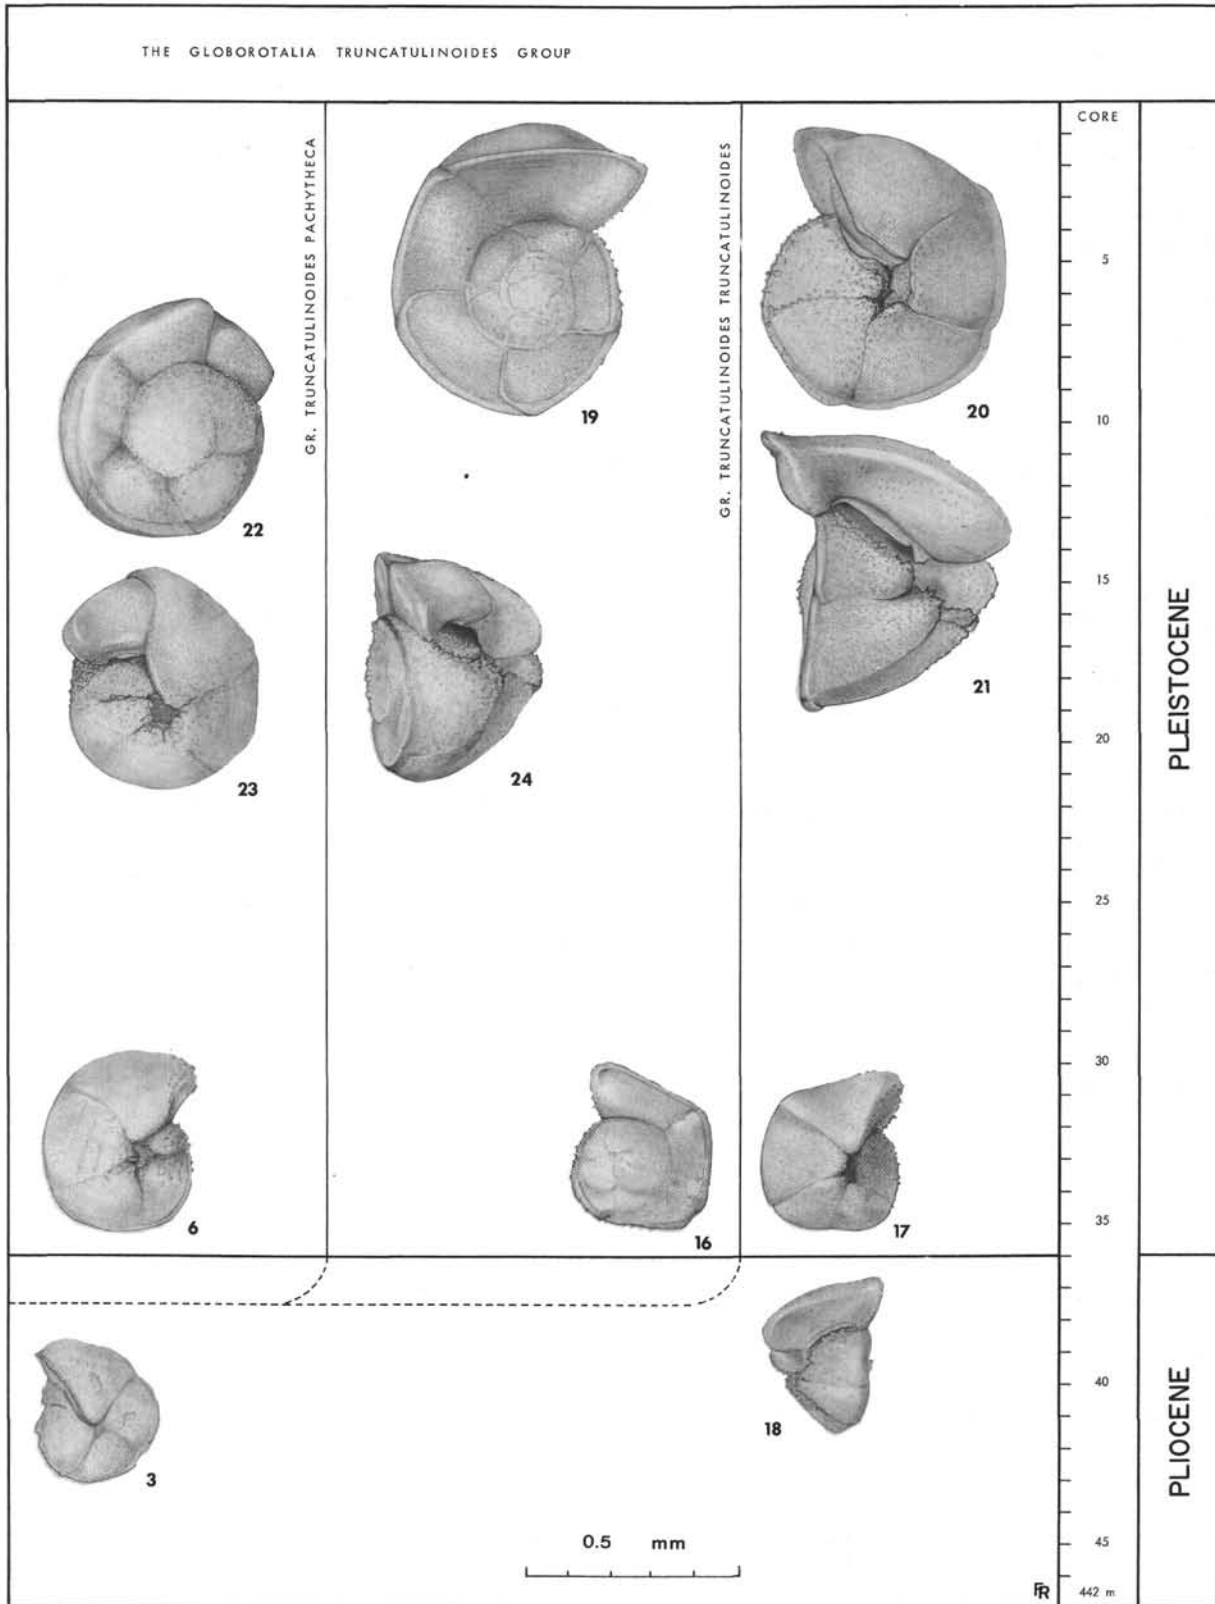 THE GLOBOROTALIA TRUNCATULINOIDES GROUP
CORE
GR. TRUNCATULINOIDES PACHYTHECA
GR. TRUNCATULINOIDES TRUNCATULINOIDES
5
19
20
10
22
15
21
PLEISTOCENE
20
24
23
25
30
6
16
17
35
40
18
3
PLIOCENE
0.5 mm
45
FR
442 m